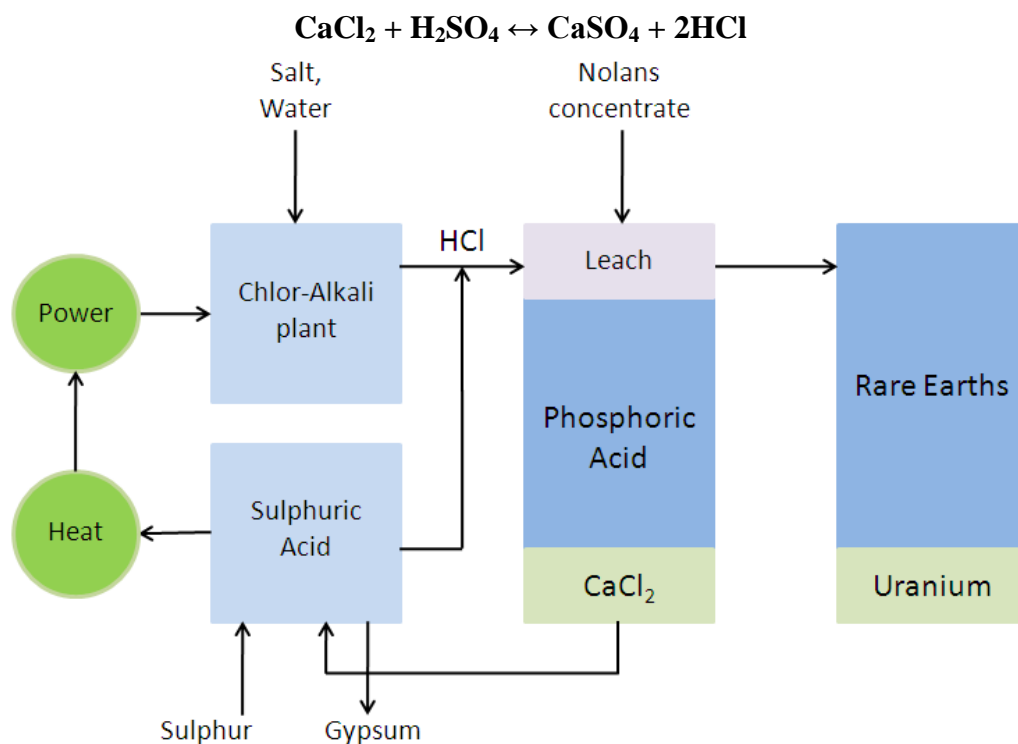 CaCl₂ + H₂SO₄ ↔ CaSO₄ + 2HCl
Salt,
Water
Nolans
concentrate
HCl
Leach
Chlor-Alkali
plant
Power
Rare Earths
Phosphoric
Acid
Sulphuric
Acid
Heat
CaCl₂
Uranium
Sulphur
Gypsum